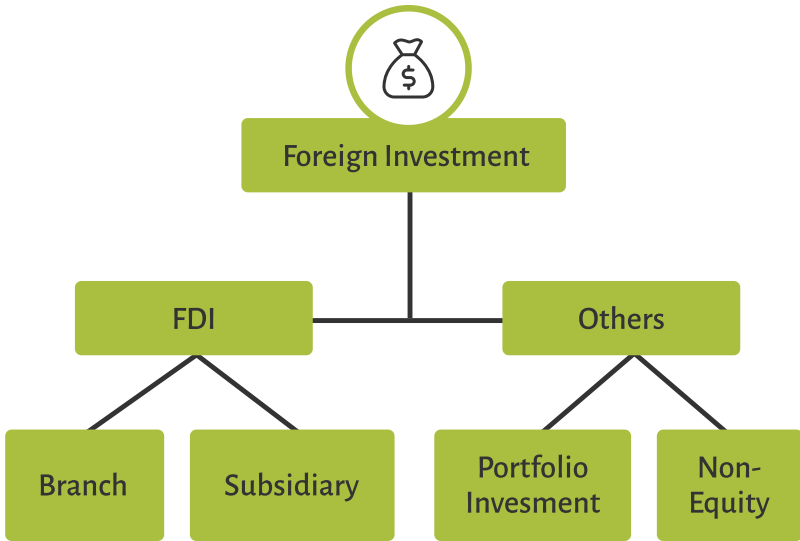 $
Foreign Investment
FDI
Others
Branch
Subsidiary
Portfolio
Invesment
Non-
Equity